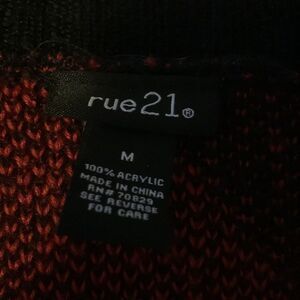 rue21®
M
100% ACRYLIC
MADE IN CHINA
RN# 70829
SEE REVERSE
FOR CARE